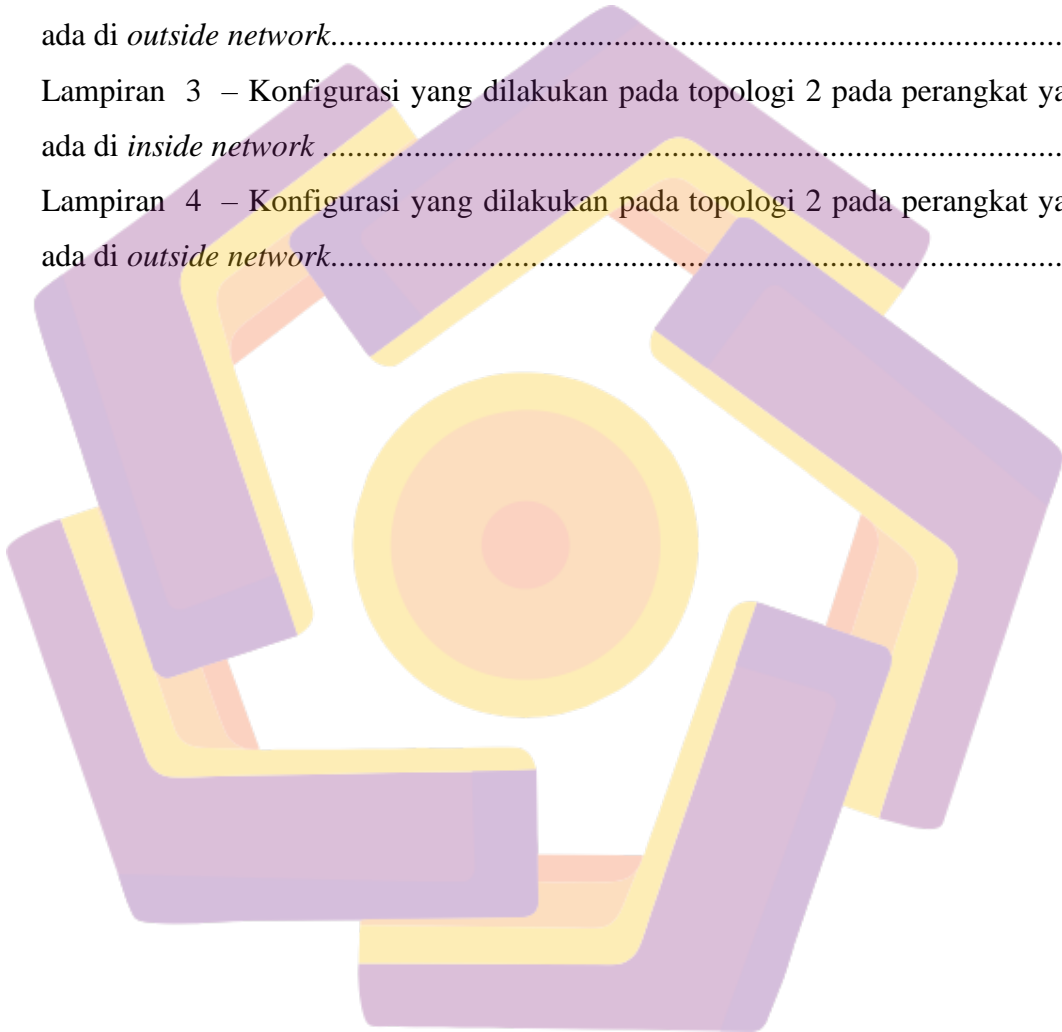 ada di outside network................................................................................................
Lampiran 3 – Konfigurasi yang dilakukan pada topologi 2 pada perangkat ya
ada di inside network .................................................................................................
Lampiran 4 – Konfigurasi yang dilakukan pada topologi 2 pada perangkat ya
ada di outside network................................................................................................